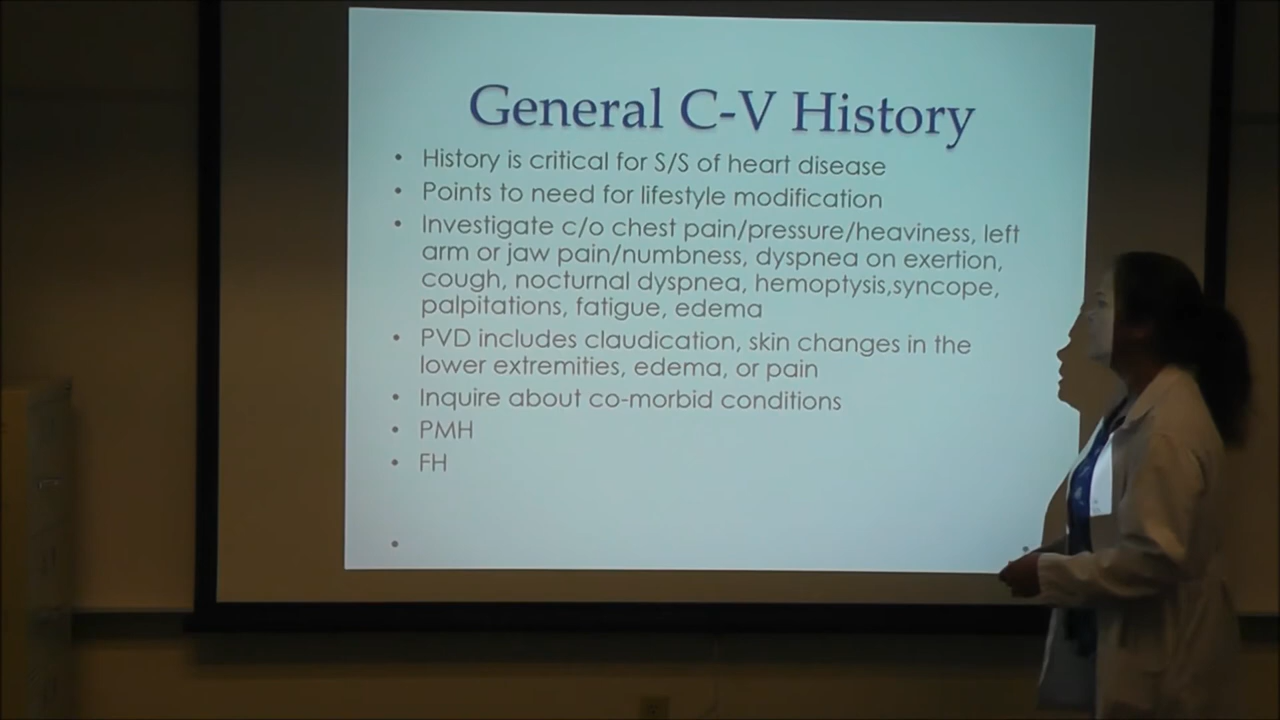 General C-V History
• History is critical for S/S of heart disease
• Points to need for lifestyle modification
• Investigate c/o chest pain/pressure/heaviness, left
arm or jaw pain/numbness, dyspnea on exertion,
cough, nocturnal dyspnea, hemoptysis,syncope,
palpitations, fatigue, edema
• PVD includes claudication, skin changes in the
lower extremities, edema, or pain
• Inquire about co-morbid conditions
• PMH
• FH
•